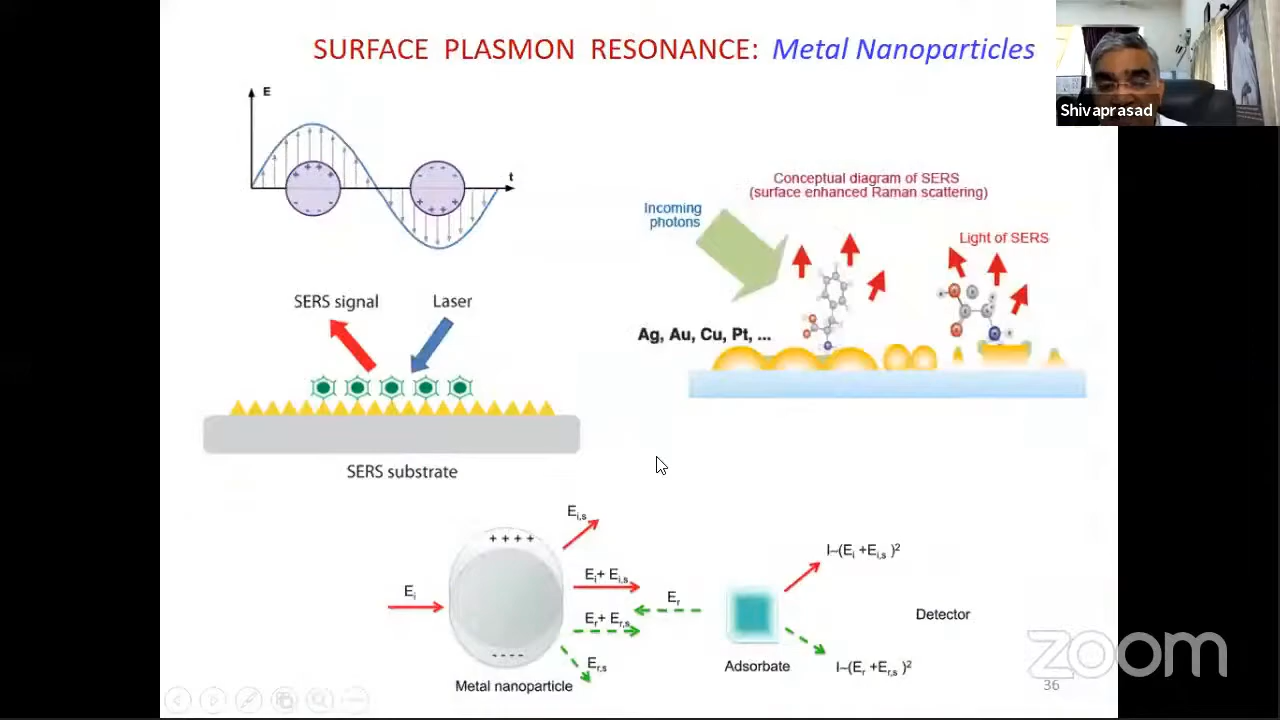 SURFACE PLASMON RESONANCE: Metal Nanoparticles
Shivaprasad
E
+ + + +
- - - -
- - - -
+ + + +
t
Conceptual diagram of SERS
(surface enhanced Raman scattering)
Incoming
photons
Light of SERS
SERS signal
Laser
Ag, Au, Cu, Pt, ...
SERS substrate
Ei,s
+ + + +
Ei
Ei+ Ei,s
Er+ Er,s
Er
Er,s
- - - -
Metal nanoparticle
I~(Ei +Ei,s )2
Adsorbate
I~(Er +Er,s )2
Detector
zoom
36